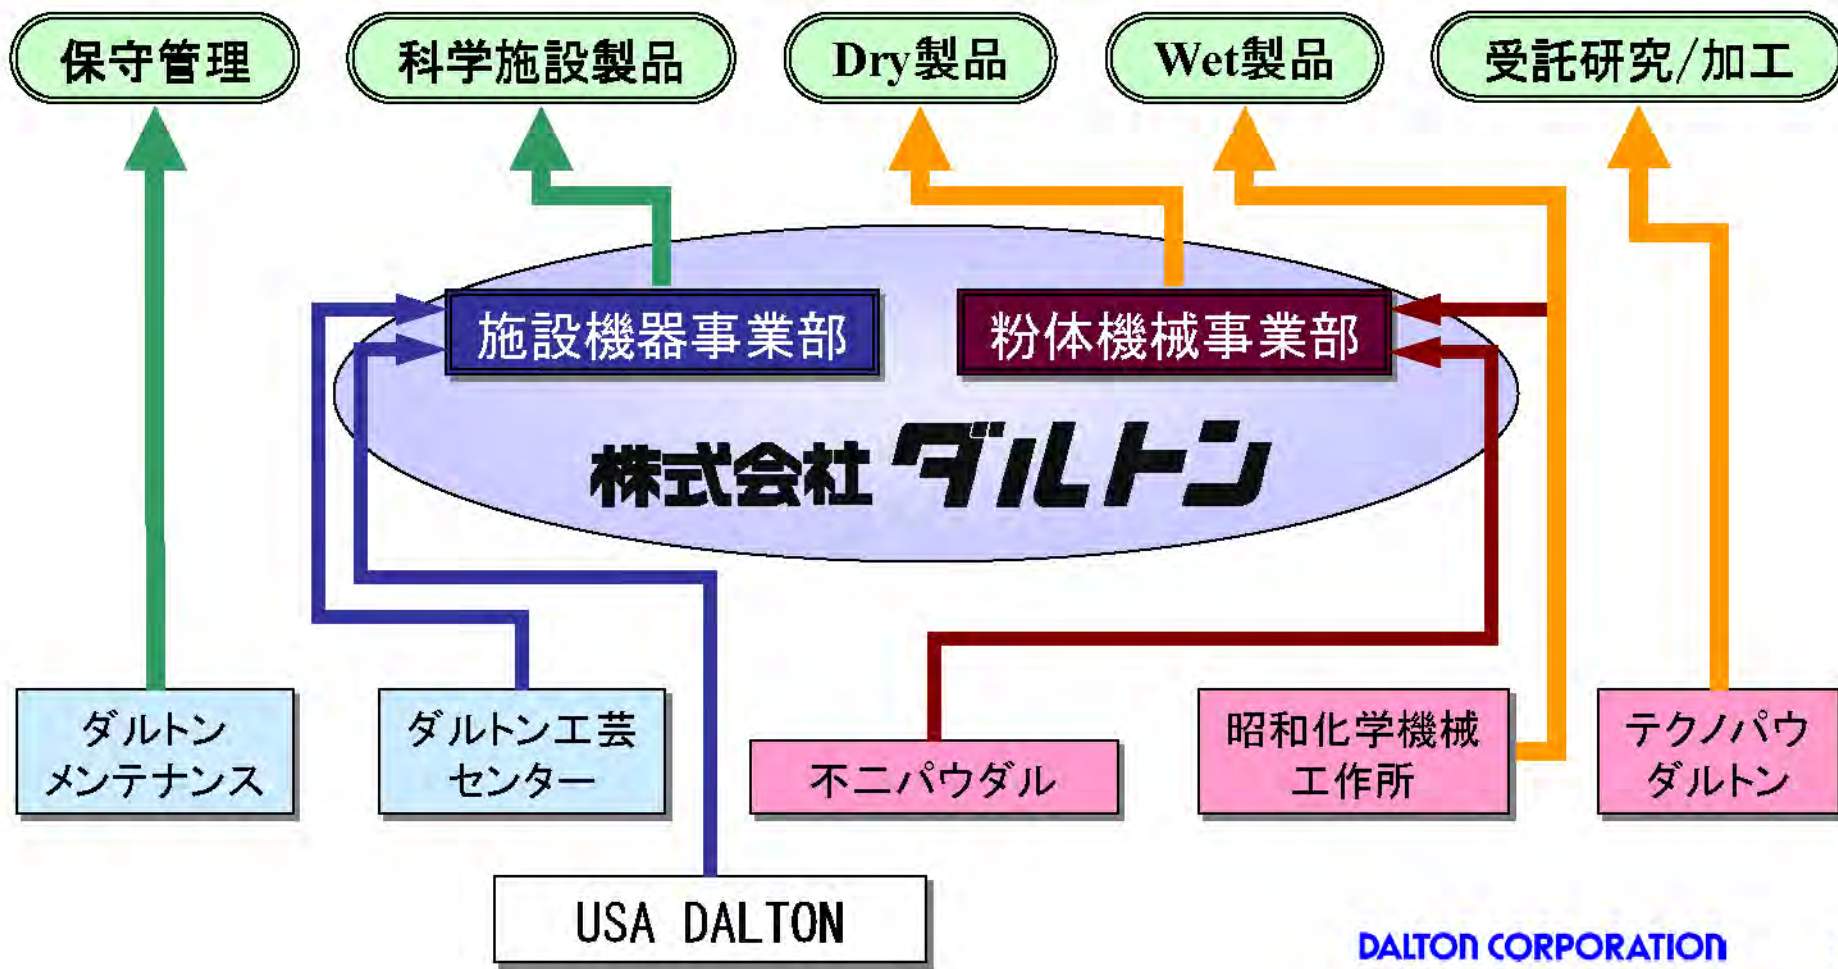 保守管理
科学施設製品
Dry製品
Wet製品
受託研究/加工
施設機器事業部
粉体機械事業部
株式会社 ダルトン
ダルトン
メンテナンス
ダルトン工芸
センター
不二パウダル
昭和化学機械
工作所
テクノパウ
ダルトン
USA DALTON
DALTON CORPORATION